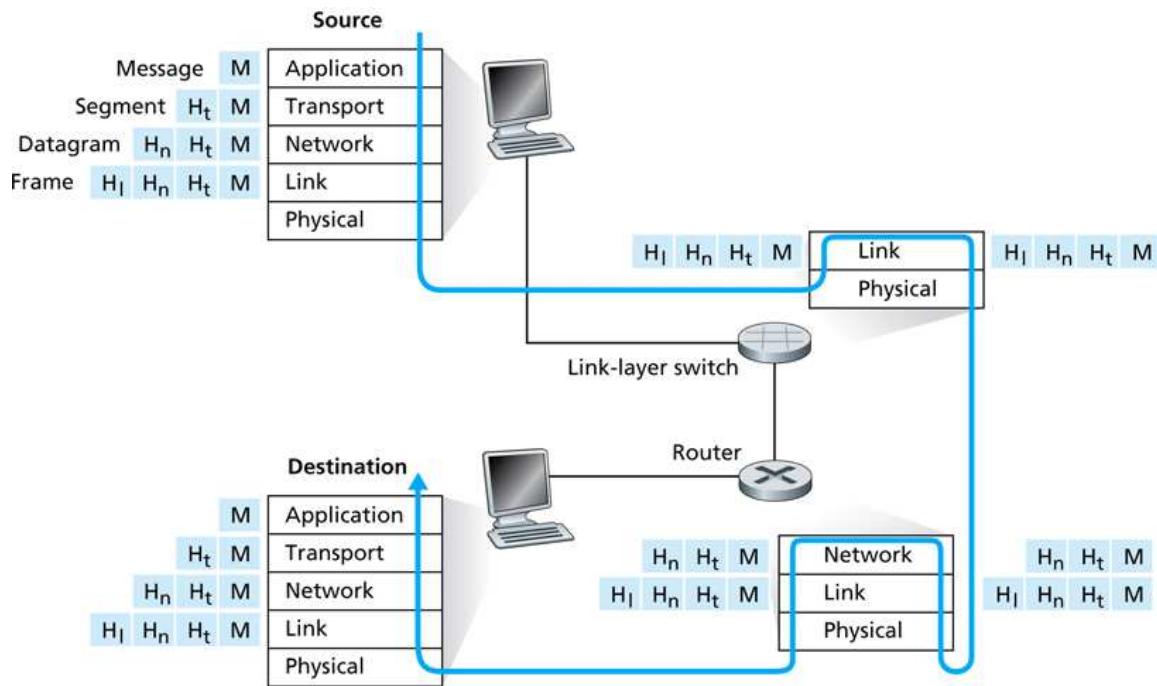 Source
Message M Application
Segment Ht M Transport
Datagram Hn Ht M Network
Frame Hl Hn Ht M Link
Physical
Hl Hn Ht M Link Hl Hn Ht M
Physical
Link-layer switch
Router
Destination
M Application
Ht M Transport
Hn Ht M Network
Hl Hn Ht M Link
Physical
Hn Ht M Network Hn Ht M
Hl Hn Ht M Link Hl Hn Ht M
Physical